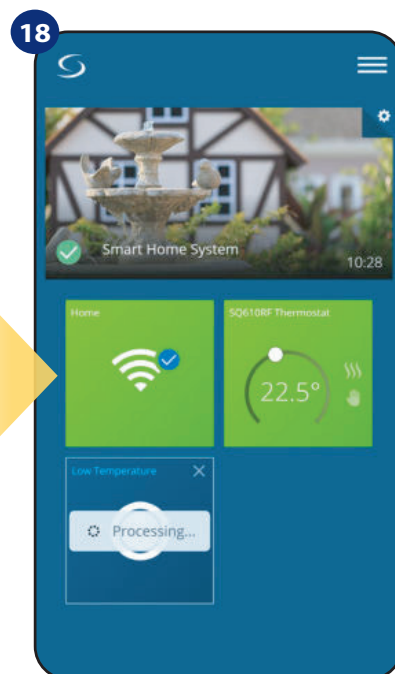 18
Smart Home System
10:28
Home
SQ610RF Thermostat
22.5°
Low Temperature
Processing...